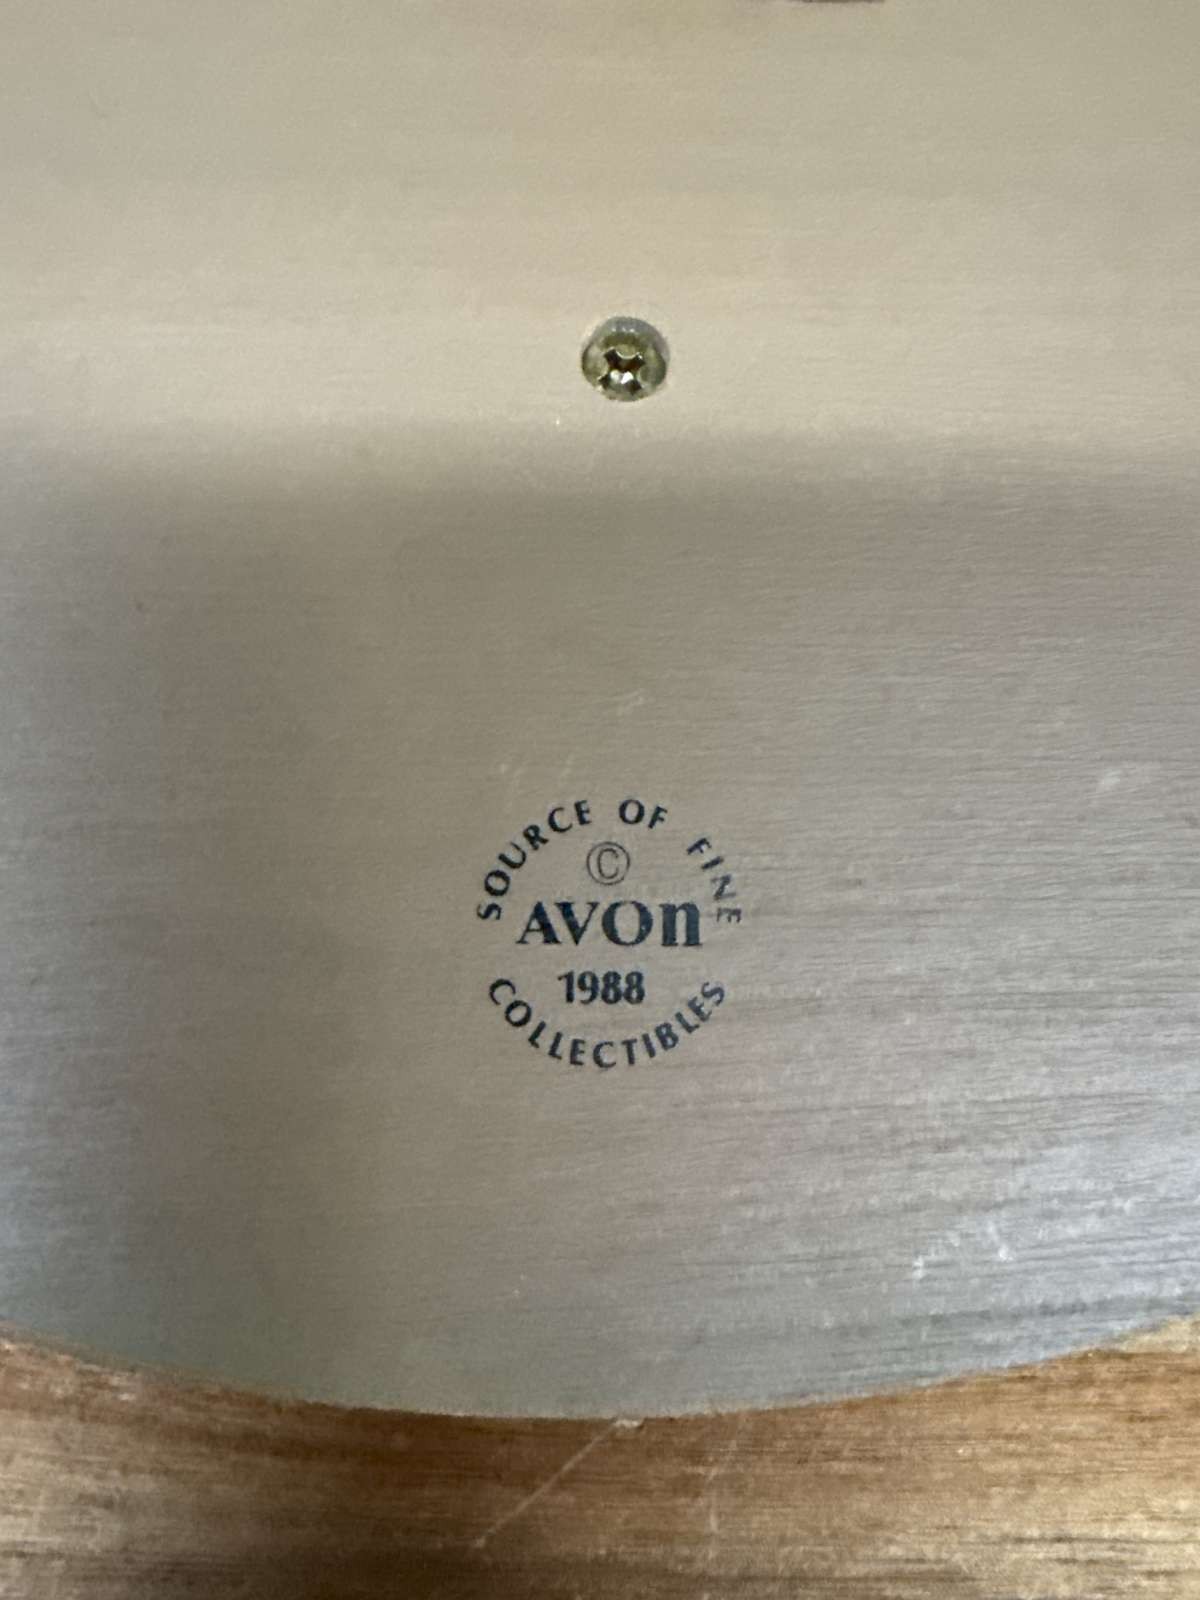 SOURCE OF FINE
©
AVON
1988
COLLECTIBLES